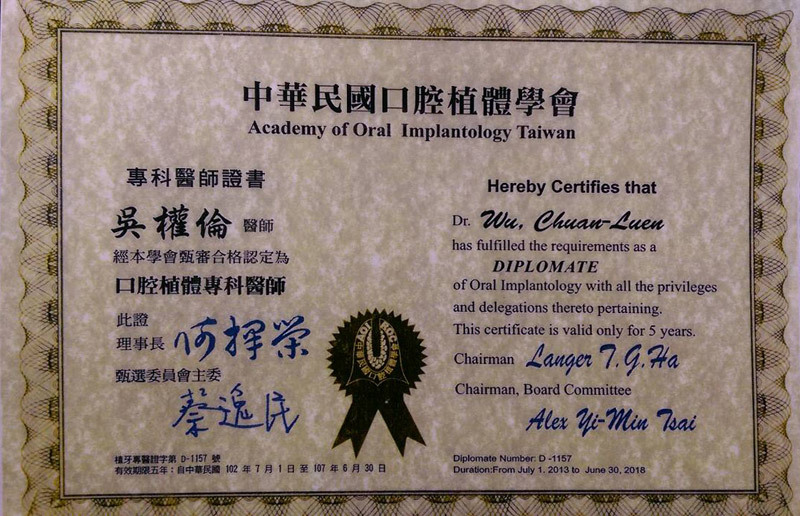 中華民國口腔植體學會
Academy of Oral Implantology Taiwan
專科醫師證書
吳權倫 醫師
經本學會甄審合格認定為
口腔植體專科醫師
此證
理事長 何揮榮
甄選委員會主委
蔡逸民
植牙專醫證字第 D-1157 號
有效期限五年：自中華民國 102 年 7 月 1 日 至 107 年 6 月 30 日
Hereby Certifies that
Dr. Wu, Chuan-Luen
has fulfilled the requirements as a
DIPLOMATE
of Oral Implantology with all the privileges
and delegations thereto pertaining.
This certificate is valid only for 5 years.
Chairman Langer T.G.Ha
Chairman, Board Committee
Alex Yi-Min Tsai
Diplomate Number: D -1157
Duration:From July 1. 2013 to June 30, 2018